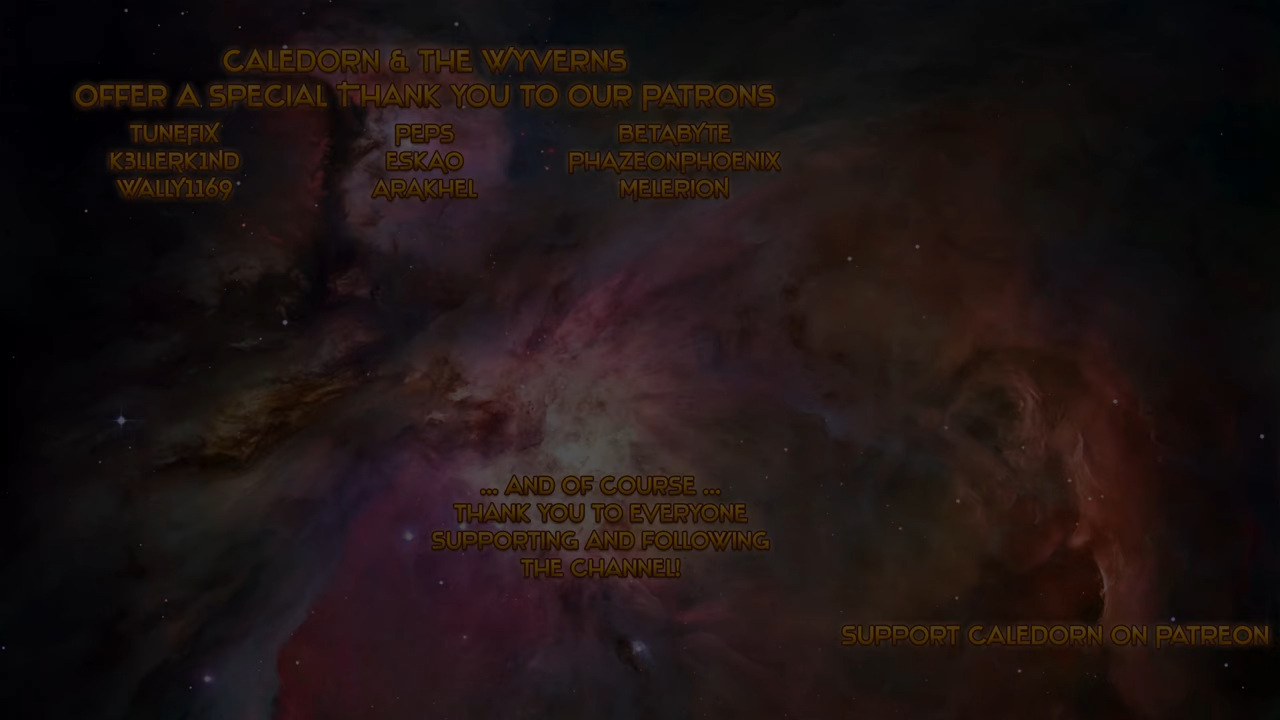 CALEDORN & THE WYVERNS
OFFER A SPECIAL THANK YOU TO OUR PATRONS
TUNEFIX PEPS BETABYTE
K3LLERK1ND ESKAO PHAZEONPHOENIX
WALLY1169 ARAKHEL MELERION
... AND OF COURSE ...
THANK YOU TO EVERYONE
SUPPORTING AND FOLLOWING
THE CHANNEL!
SUPPORT CALEDORN ON PATREON